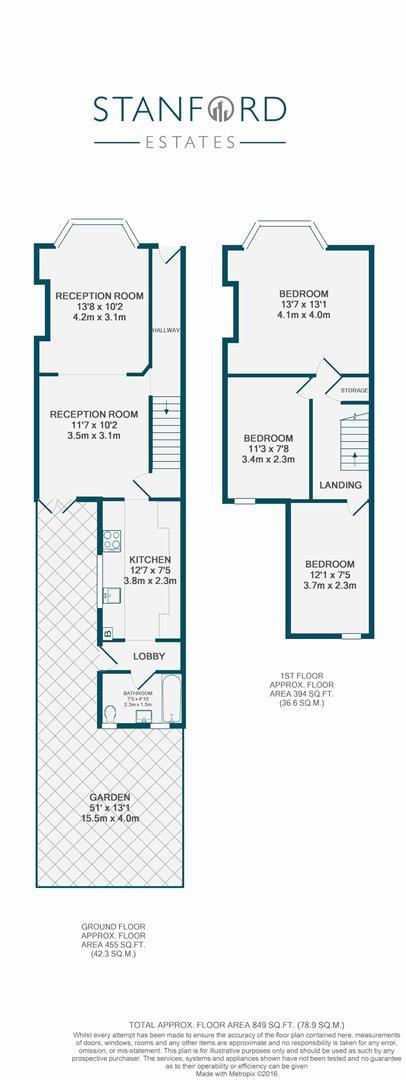 STANFORD
ESTATES
RECEPTION ROOM
13'8 x 10'2
4.2m x 3.1m
HALLWAY
RECEPTION ROOM
11'7 x 10'2
3.5m x 3.1m
KITCHEN
12'7 x 7'5
3.8m x 2.3m
B
LOBBY
BATHROOM
7'5 x 4'10
2.3m x 1.5m
GARDEN
51' x 13'1
15.5m x 4.0m
GROUND FLOOR
APPROX. FLOOR
AREA 455 SQ.FT.
(42.3 SQ.M.)
BEDROOM
13'7 x 13'1
4.1m x 4.0m
STORAGE
BEDROOM
11'3 x 7'8
3.4m x 2.3m
LANDING
BEDROOM
12'1 x 7'5
3.7m x 2.3m
1ST FLOOR
APPROX. FLOOR
AREA 394 SQ.FT.
(36.6 SQ.M.)
TOTAL APPROX. FLOOR AREA 849 SQ.FT. (78.9 SQ.M.)
Whilst every attempt has been made to ensure the accuracy of the floor plan contained here, measurements
of doors, windows, rooms and any other items are approximate and no responsibility is taken for any error,
omission, or mis-statement. This plan is for illustrative purposes only and should be used as such by any
prospective purchaser. The services, systems and appliances shown have not been tested and no guarantee
as to their operability or efficiency can be given
Made with Metropix ©2016